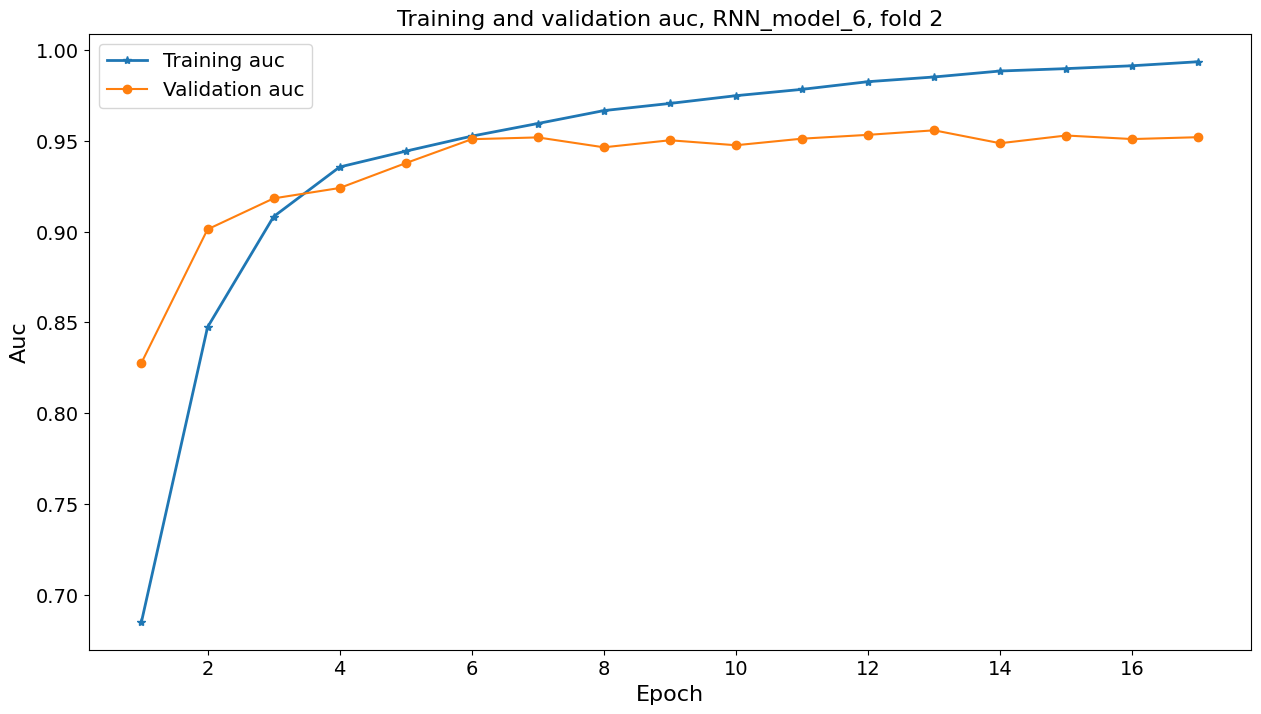 Training and validation auc, RNN_model_6, fold 2
Training auc
Validation auc
1.00
0.95
0.90
0.85
0.80
0.75
0.70
Auc
2 4 6 8 10 12 14 16
Epoch